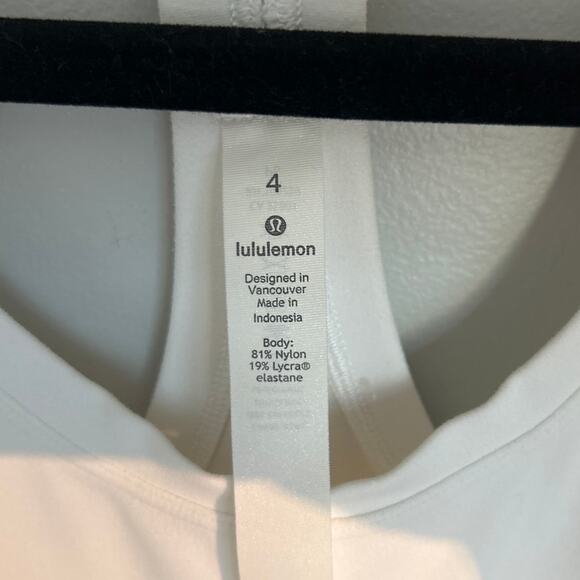 4
lululemon
Designed in
Vancouver
Made in
Indonesia
Body:
81% Nylon
19% Lycra®
elastane